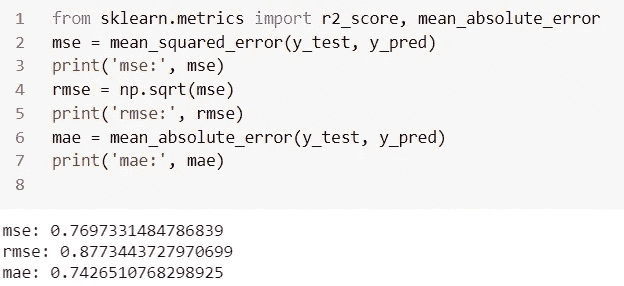 1 from sklearn.metrics import r2_score, mean_absolute_error
2 mse = mean_squared_error(y_test, y_pred)
3 print('mse:', mse)
4 rmse = np.sqrt(mse)
5 print('rmse:', rmse)
6 mae = mean_absolute_error(y_test, y_pred)
7 print('mae:', mae)
8
mse: 0.7697331484786839
rmse: 0.8773443727970699
mae: 0.7426510768298925